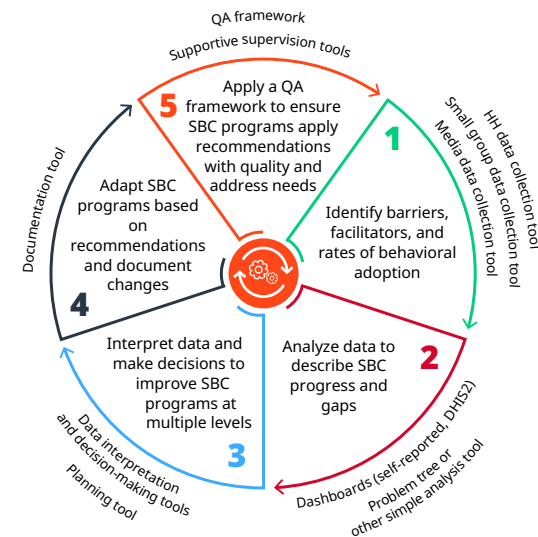 QA framework
Supportive supervision tools
5
Apply a QA
framework to ensure
SBC programs apply
recommendations
with quality and
address needs
1
Identify barriers,
facilitators, and
rates of behavioral
adoption
HH data collection tool
Small group data collection tool
Media data collection tool
2
Analyze data to
describe SBC
progress and
gaps
Dashboards (self-reported, DHIS2)
Problem tree or
other simple analysis tool
Interpret data and
make decisions to
improve SBC
programs at
multiple levels
3
Data interpretation
and decision-making tools
Planning tool
Adapt SBC
programs based
on
recommendations
and document
changes
4
Documentation tool